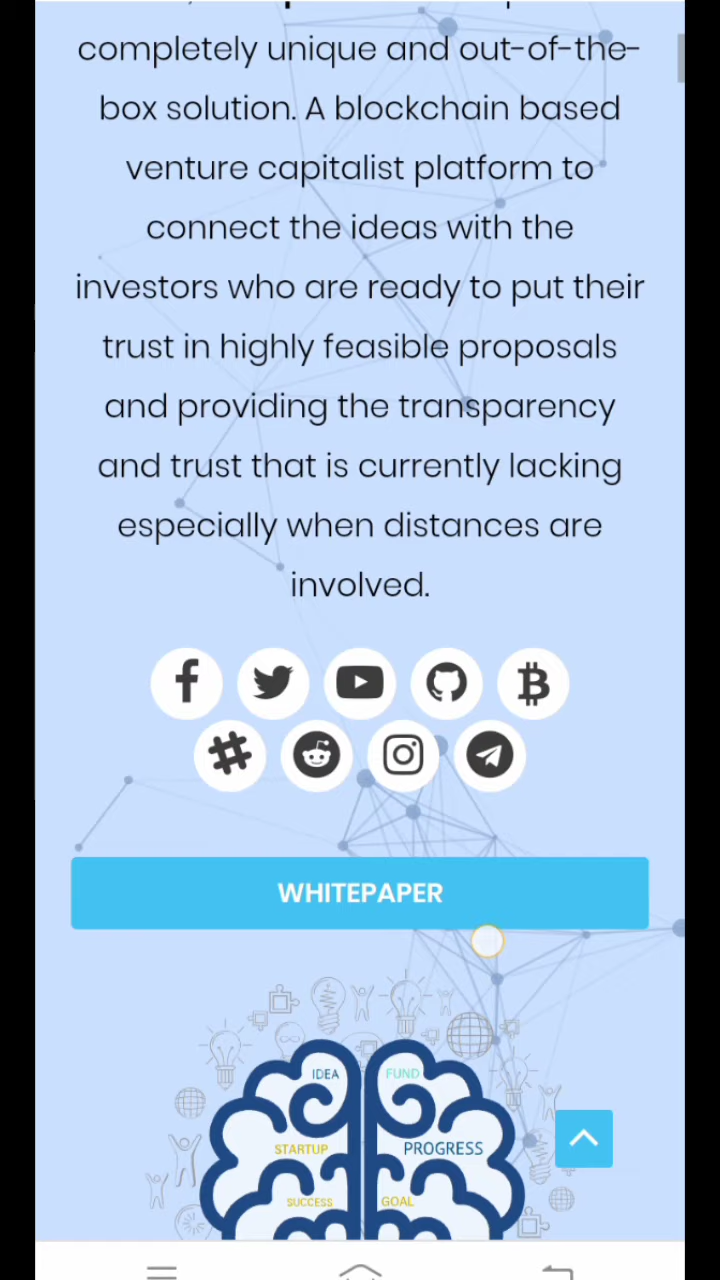 completely unique and out-of-the-
box solution. A blockchain based
venture capitalist platform to
connect the ideas with the
investors who are ready to put their
trust in highly feasible proposals
and providing the transparency
and trust that is currently lacking
especially when distances are
involved.
WHITEPAPER
IDEA FUND
STARTUP PROGRESS
SUCCESS GOAL